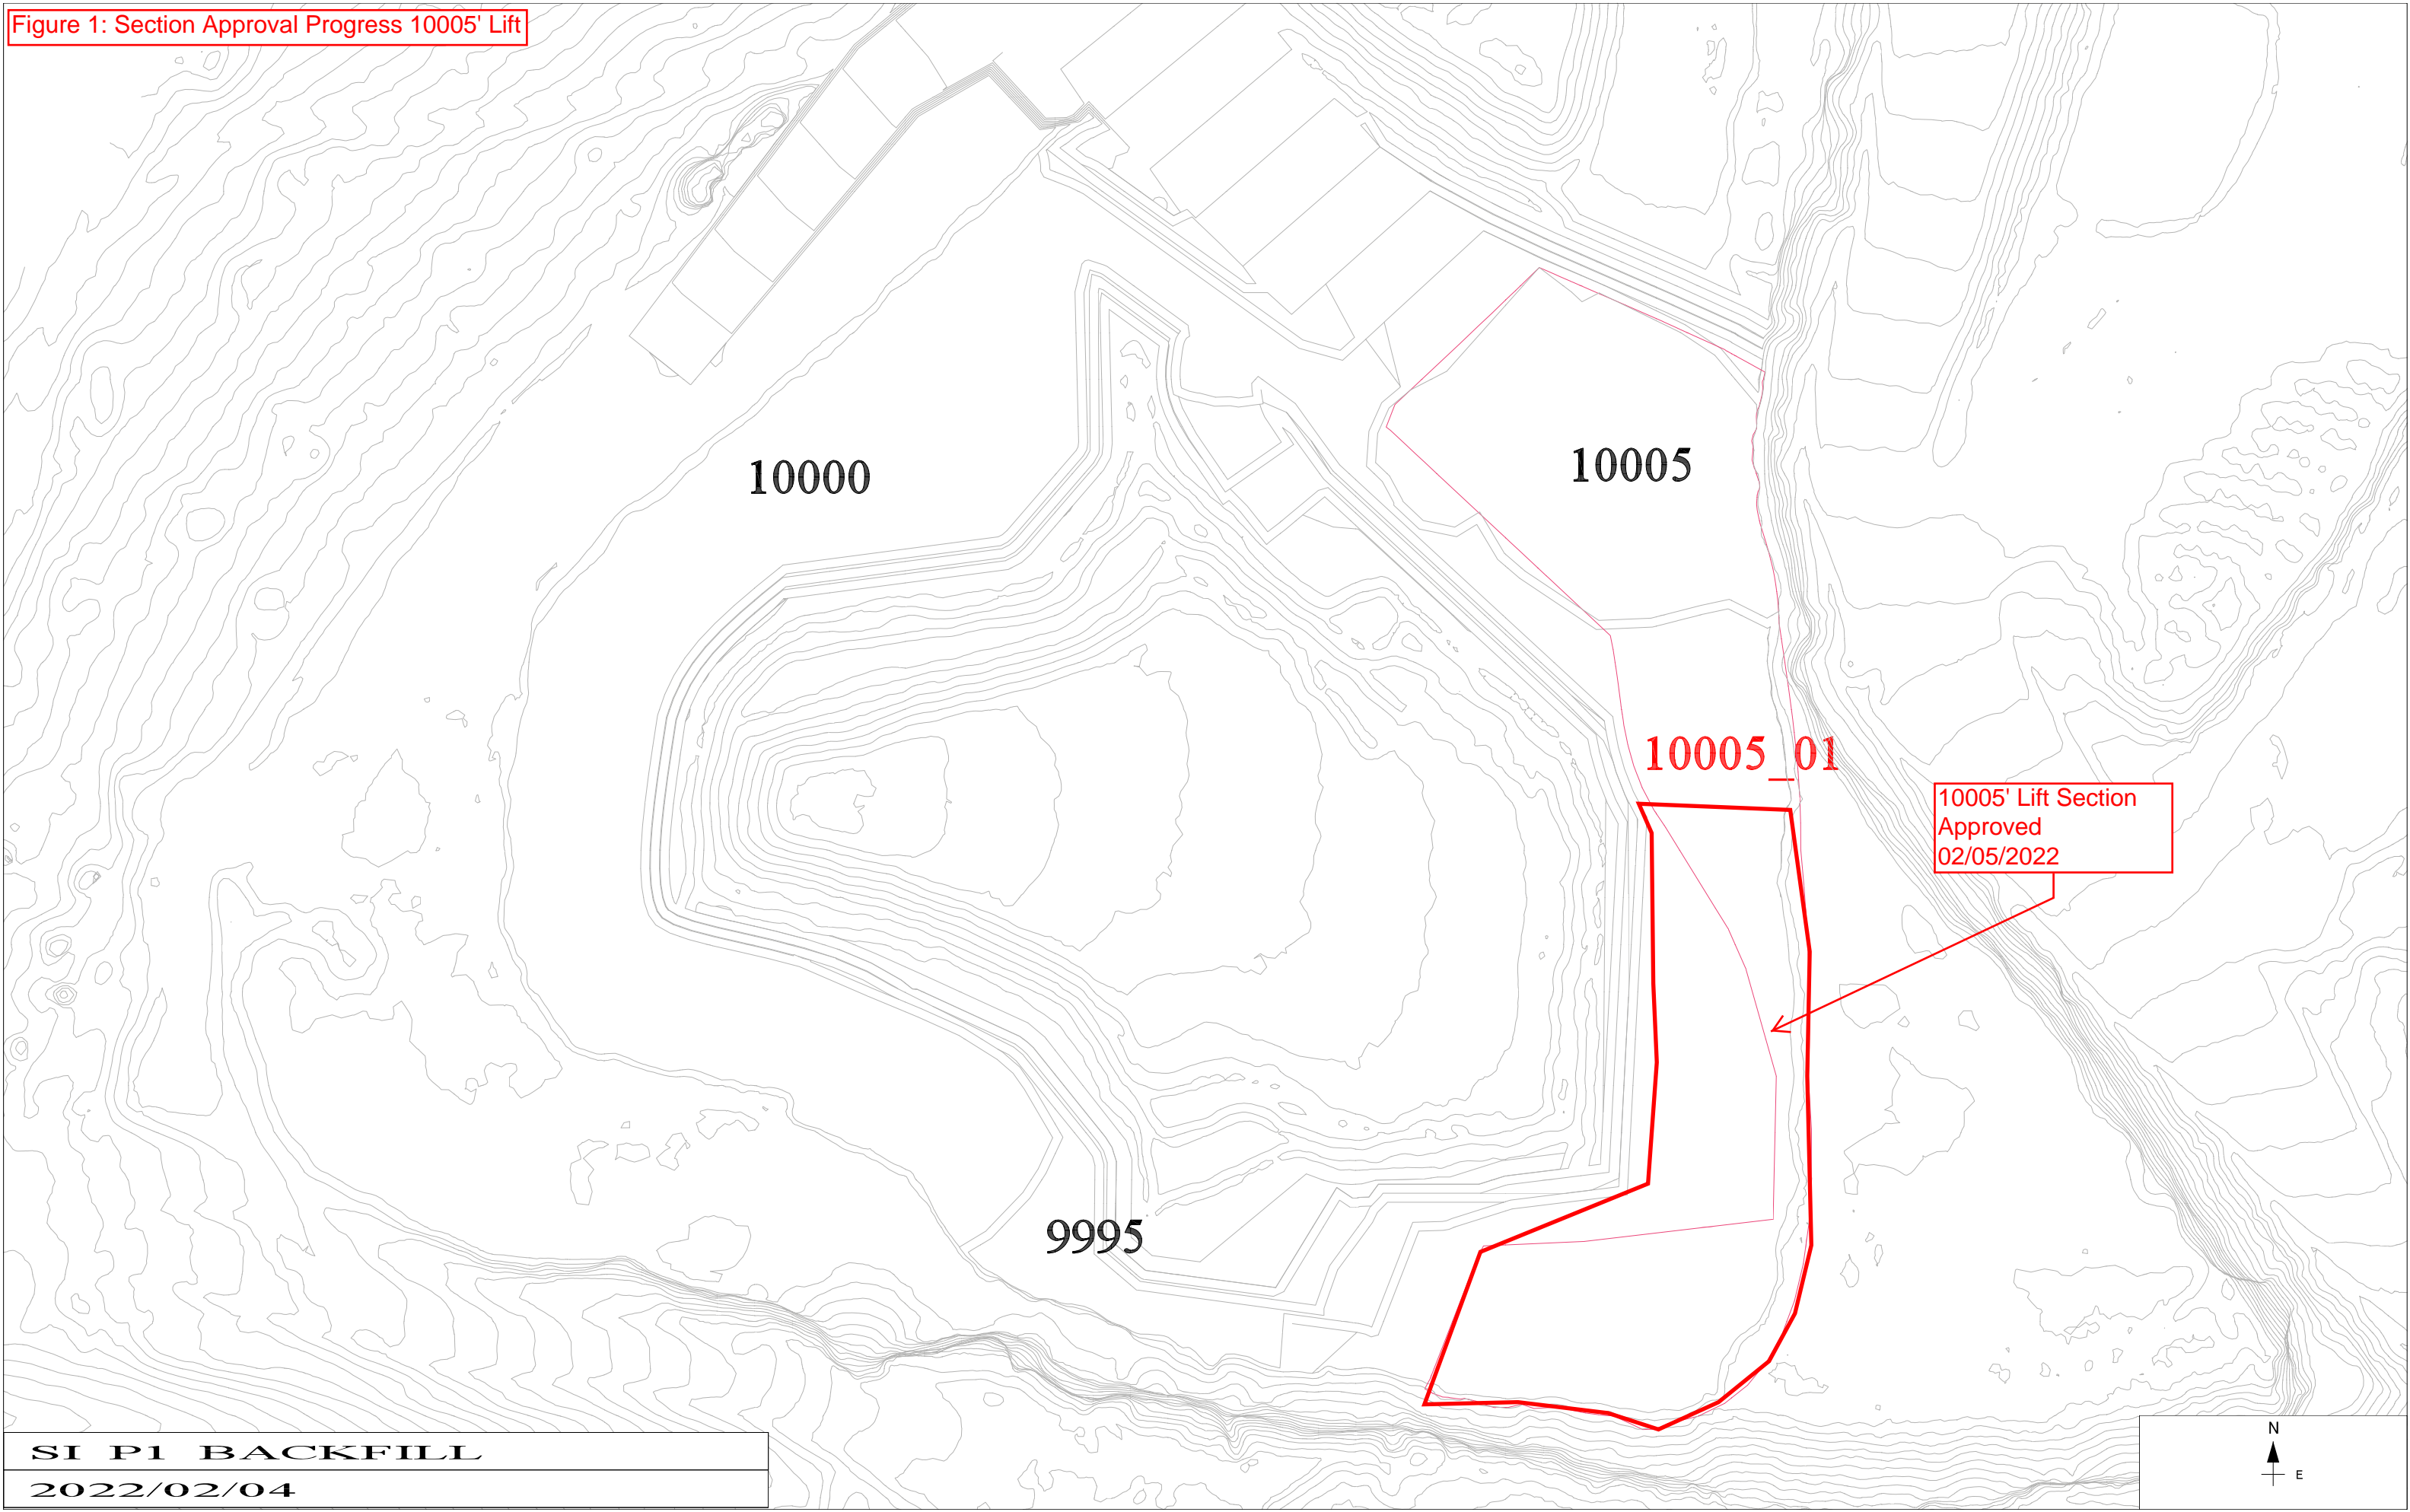 Figure 1: Section Approval Progress 10005' Lift
10000
10005
10005_01
10005' Lift Section
Approved
02/05/2022
9995
SI P1 BACKFILL
2022/02/04
N
E